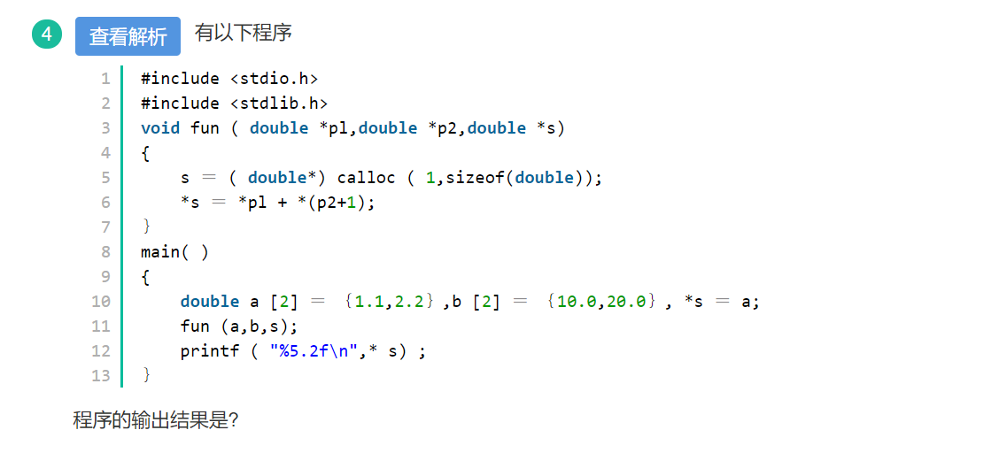 4 查看解析 有以下程序
1 #include <stdio.h>
2 #include <stdlib.h>
3 void fun ( double *pl,double *p2,double *s)
4 {
5 s ＝ ( double*) calloc ( 1,sizeof(double));
6 *s ＝ *pl + *(p2+1);
7 ｝
8 main( )
9 {
10 double a [2] ＝ ｛1.1,2.2｝,b [2] ＝ ｛10.0,20.0｝, *s ＝ a;
11 fun (a,b,s);
12 printf ( "%5.2f\n",* s) ;
13 ｝
程序的输出结果是?